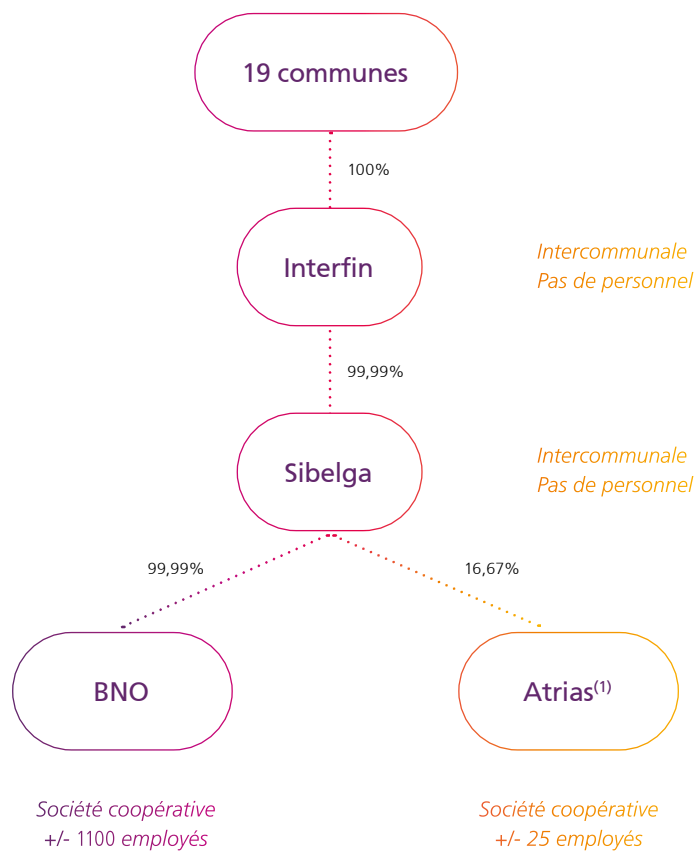 19 communes
100%
Interfin
Intercommunale
Pas de personnel
99,99%
Sibelga
Intercommunale
Pas de personnel
99,99%
16,67%
BNO
Atrias(1)
Société coopérative
+/- 1100 employés
Société coopérative
+/- 25 employés